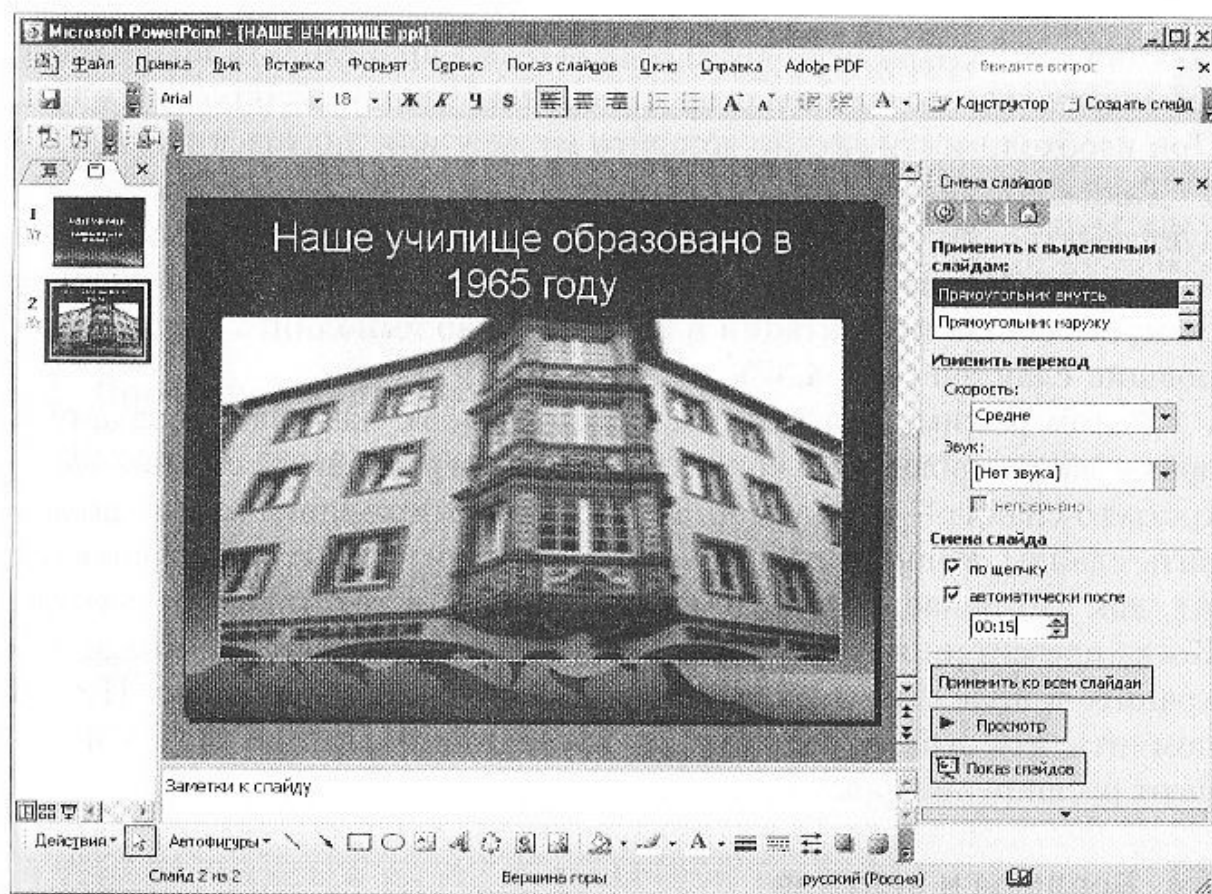 Microsoft PowerPoint - [НАШЕ УЧИЛИЩЕ.ppt]
Файл Правка Вид Вставка Формат Сервис Показ слайдов Окно Справка Adobe PDF Введите вопрос
Arial 18 Ж К Ч S A A A Конструктор Создать слайд
1
2
Наше училище образовано в
1965 году
Заметки к слайду
Смена слайдов
Применить к выделенным
слайдам:
Прямоугольник внутрь
Прямоугольник наружу
Изменить переход
Скорость:
Средне
Звук:
[Нет звука]
непрерывно
Смена слайда
по щелчку
автоматически после
00:15
Применить ко всем слайдам
Просмотр
Показ слайдов
Действия Автофигуры A
Слайд 2 из 2 Вершина горы русский (Россия)